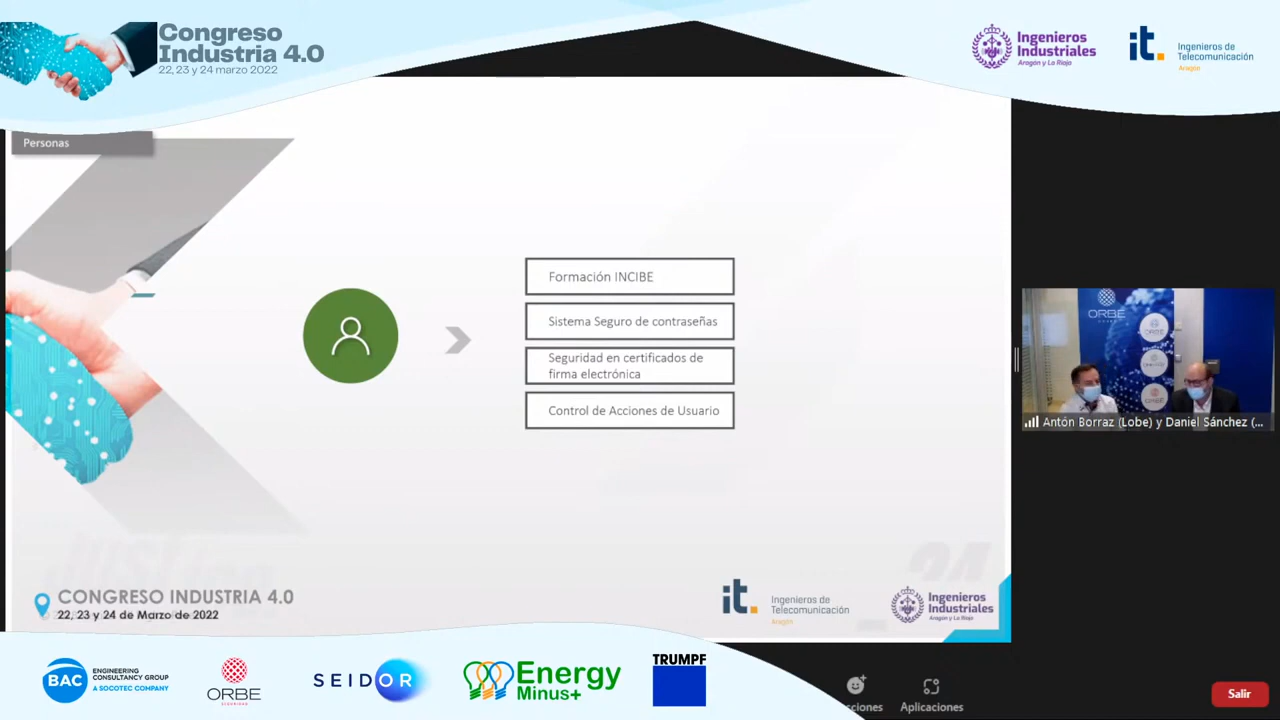 Congreso
Industria 4.0
22, 23 y 24 marzo 2022
Ingenieros
Industriales
Aragón y La Rioja
it.
Ingenieros de
Telecomunicación
Aragón
Personas
Formación INCIBE
Sistema Seguro de contraseñas
Seguridad en certificados de
firma electrónica
Control de Acciones de Usuario
ORBE
Antón Borraz (Lobe) y Daniel Sánchez (...
CONGRESO INDUSTRIA 4.0
22, 23 y 24 de Marzo de 2022
24
it.
Ingenieros de
Telecomunicación
Aragón
Ingenieros
Industriales
Aragón y La Rioja
BAC
ENGINEERING
CONSULTANCY GROUP
A SOCOTEC COMPANY
ORBE
SEGURIDAD
SEIDOR
Energy
Minus+
TRUMPF
cciones
Aplicaciones
Salir